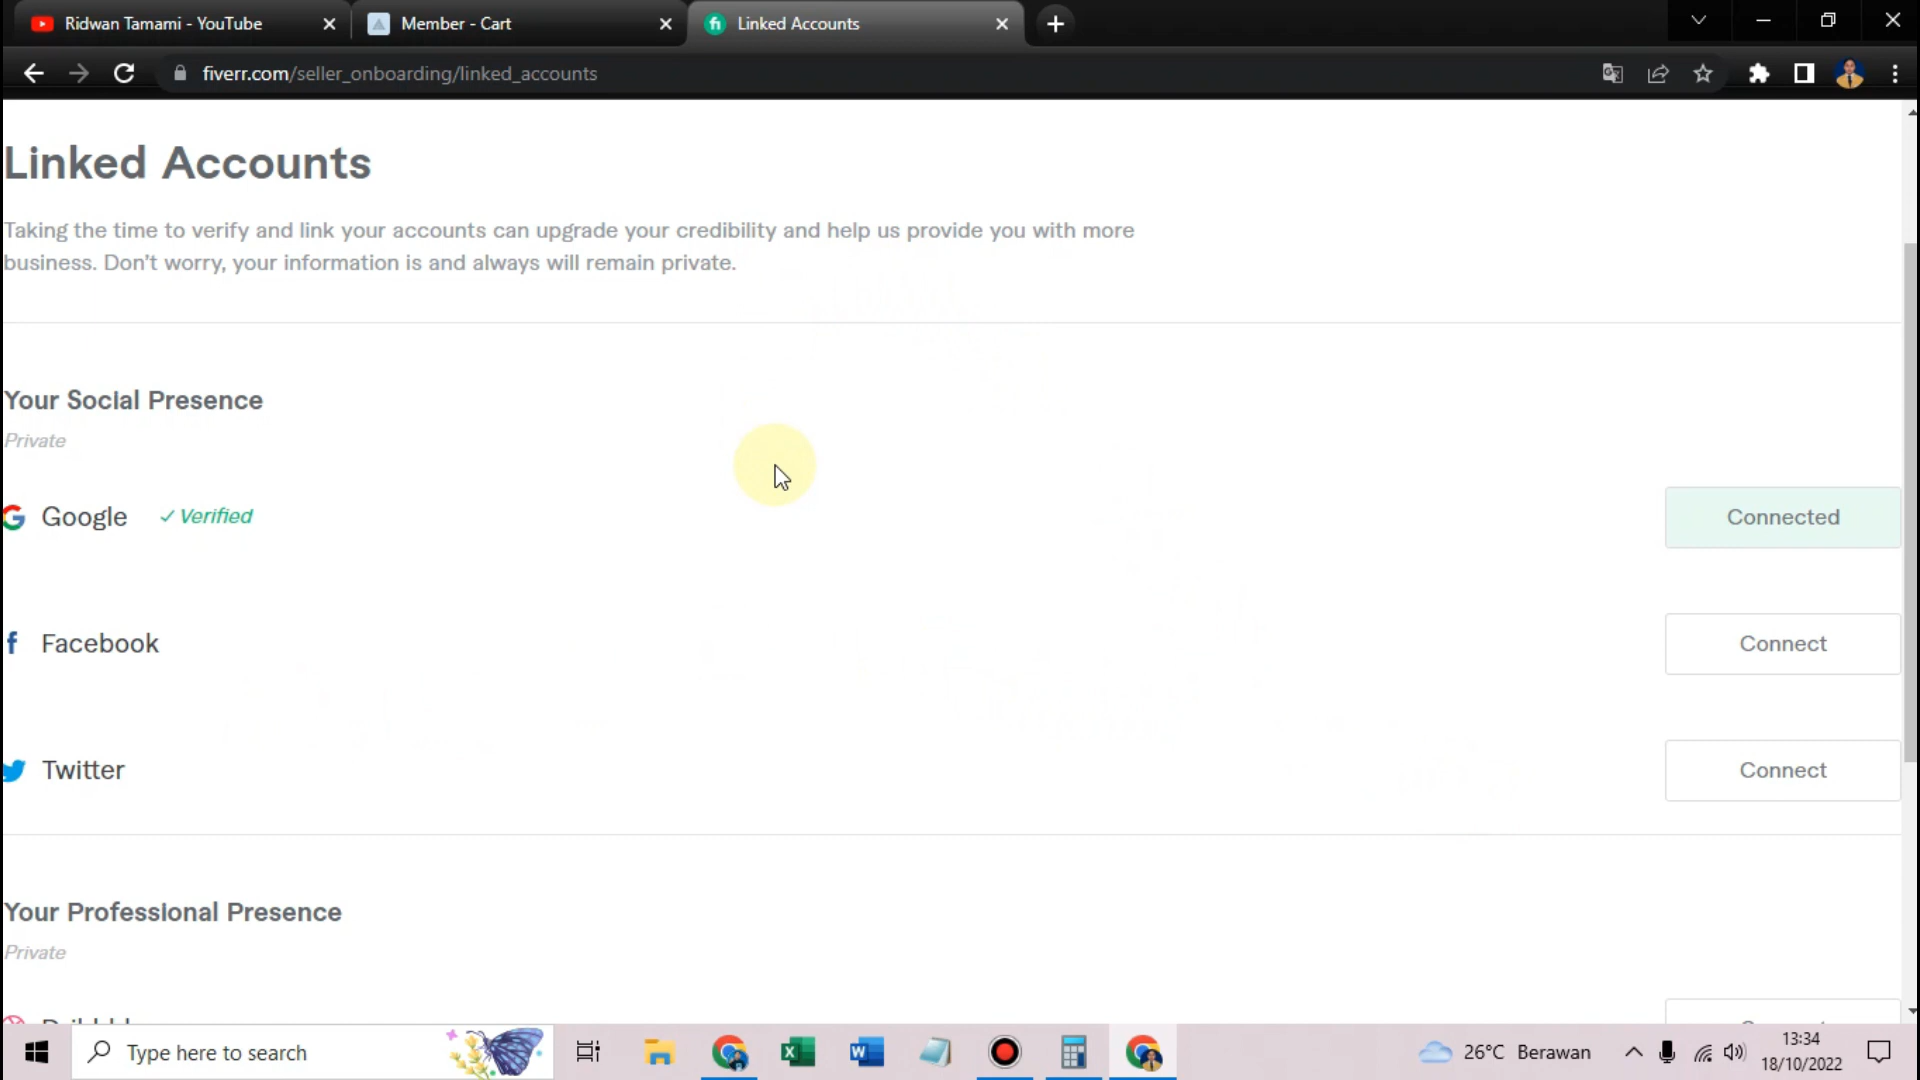 Ridwan Tamami - YouTube
Member - Cart
Linked Accounts
fiverr.com/seller_onboarding/linked_accounts
Linked Accounts
Taking the time to verify and link your accounts can upgrade your credibility and help us provide you with more
business. Don't worry, your information is and always will remain private.
Your Social Presence
Private
Google ✓ Verified
Connected
Facebook
Connect
Twitter
Connect
Your Professional Presence
Private
Type here to search
26°C Berawan
13:34
18/10/2022